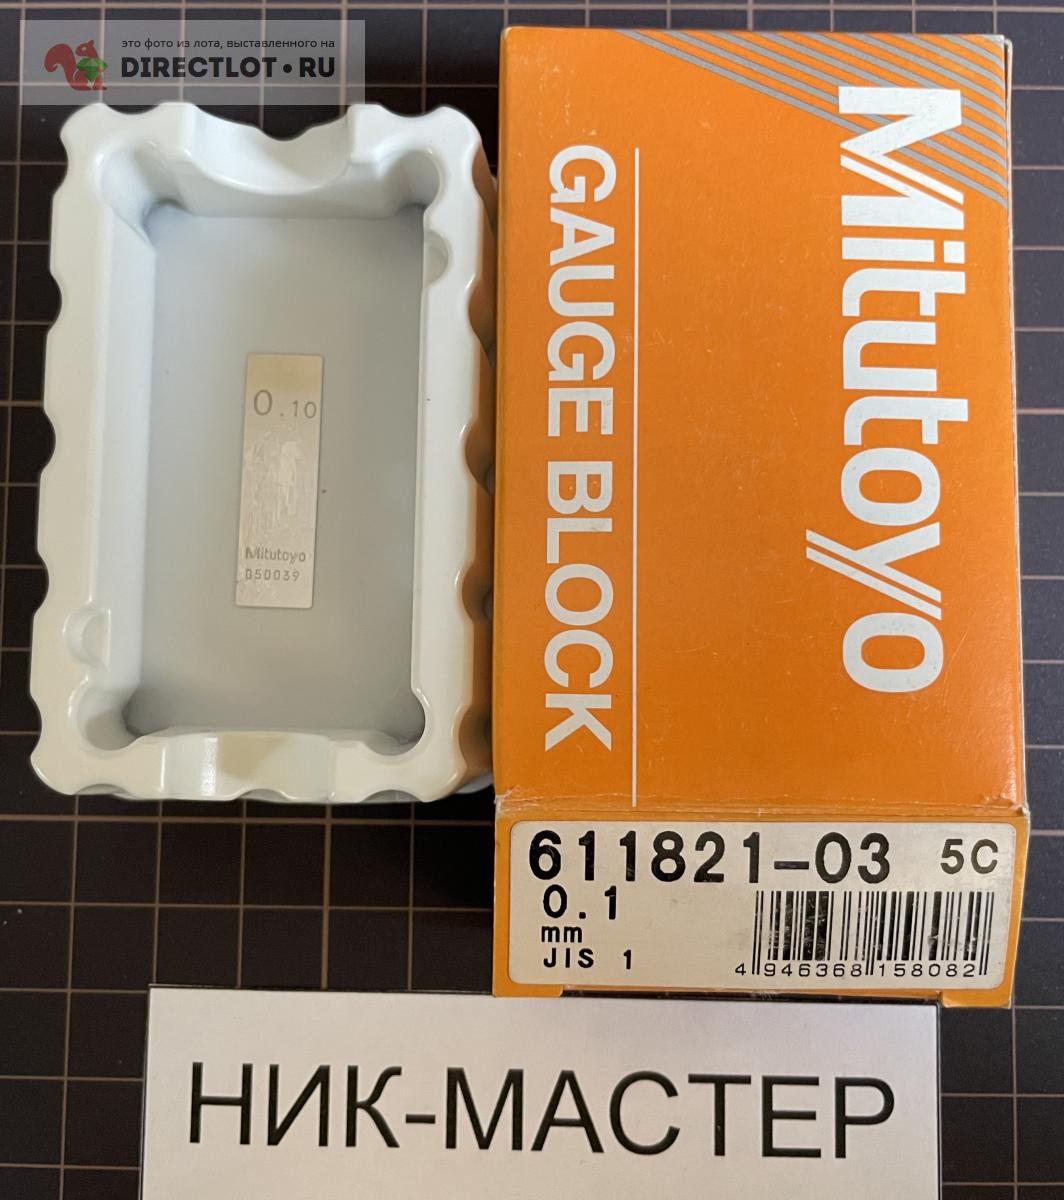 это фото из лота, выставленного на
DIRECTLOT•RU
0.10
Mitutoyo
050039
Mitutoyo
GAUGE BLOCK
611821-03 5C
0.1
mm
JIS 1
4 946368 158082
НИК-МАСТЕР